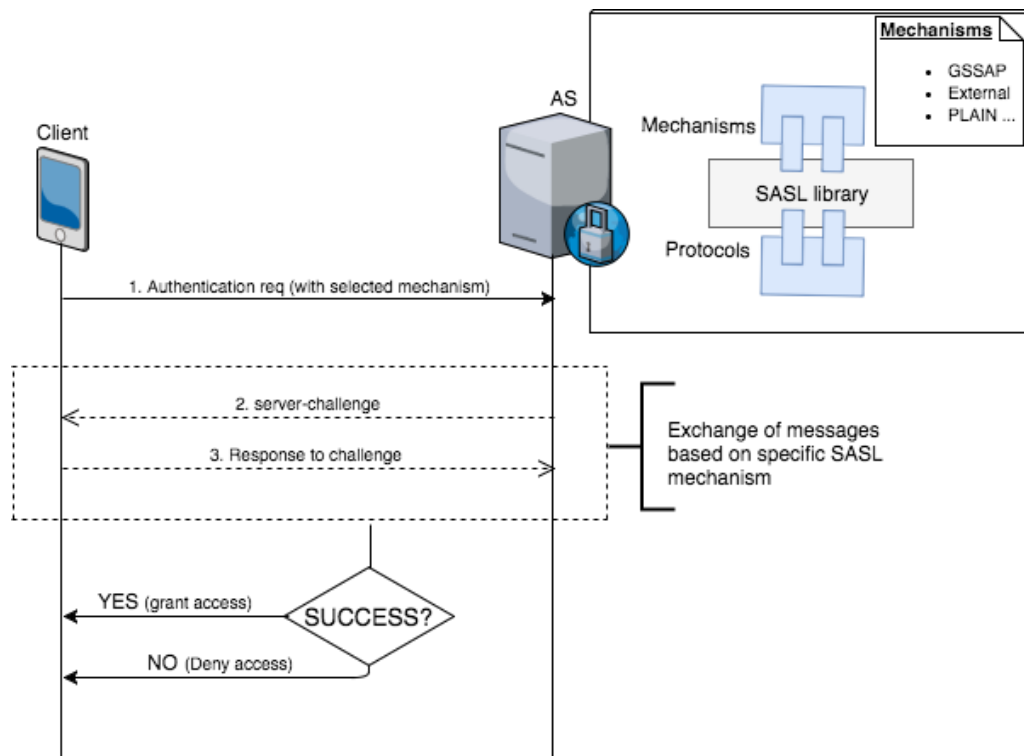 Mechanisms
• GSSAP
• External
• PLAIN ...
AS
Client
Mechanisms
SASL library
Protocols
1. Authentication req (with selected mechanism)
2. server-challenge
3. Response to challenge
Exchange of messages
based on specific SASL
mechanism
YES (grant access)
SUCCESS?
NO (Deny access)